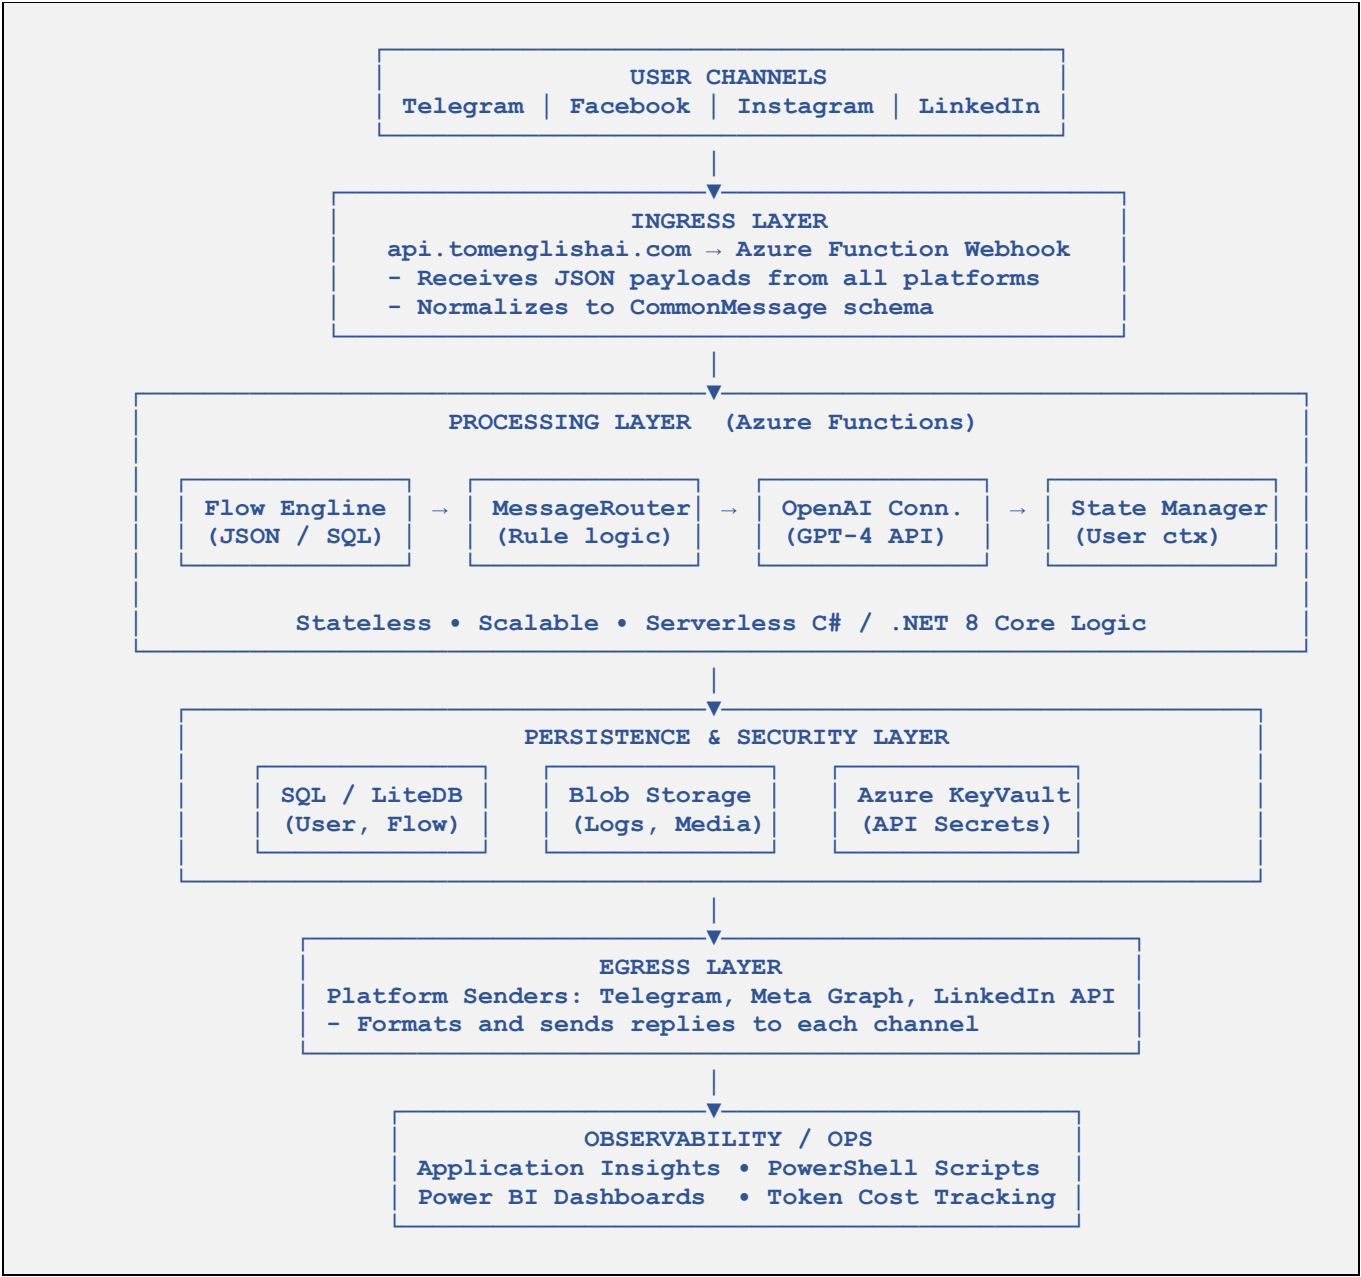 USER CHANNELS
Telegram | Facebook | Instagram | LinkedIn
INGRESS LAYER
api.tomenglishai.com → Azure Function Webhook
- Receives JSON payloads from all platforms
- Normalizes to CommonMessage schema
PROCESSING LAYER (Azure Functions)
Flow Engline → MessageRouter → OpenAI Conn. → State Manager
(JSON / SQL) (Rule logic) (GPT-4 API) (User ctx)
Stateless • Scalable • Serverless C# / .NET 8 Core Logic
PERSISTENCE & SECURITY LAYER
SQL / LiteDB Blob Storage Azure KeyVault
(User, Flow) (Logs, Media) (API Secrets)
EGRESS LAYER
Platform Senders: Telegram, Meta Graph, LinkedIn API
- Formats and sends replies to each channel
OBSERVABILITY / OPS
Application Insights • PowerShell Scripts
Power BI Dashboards • Token Cost Tracking